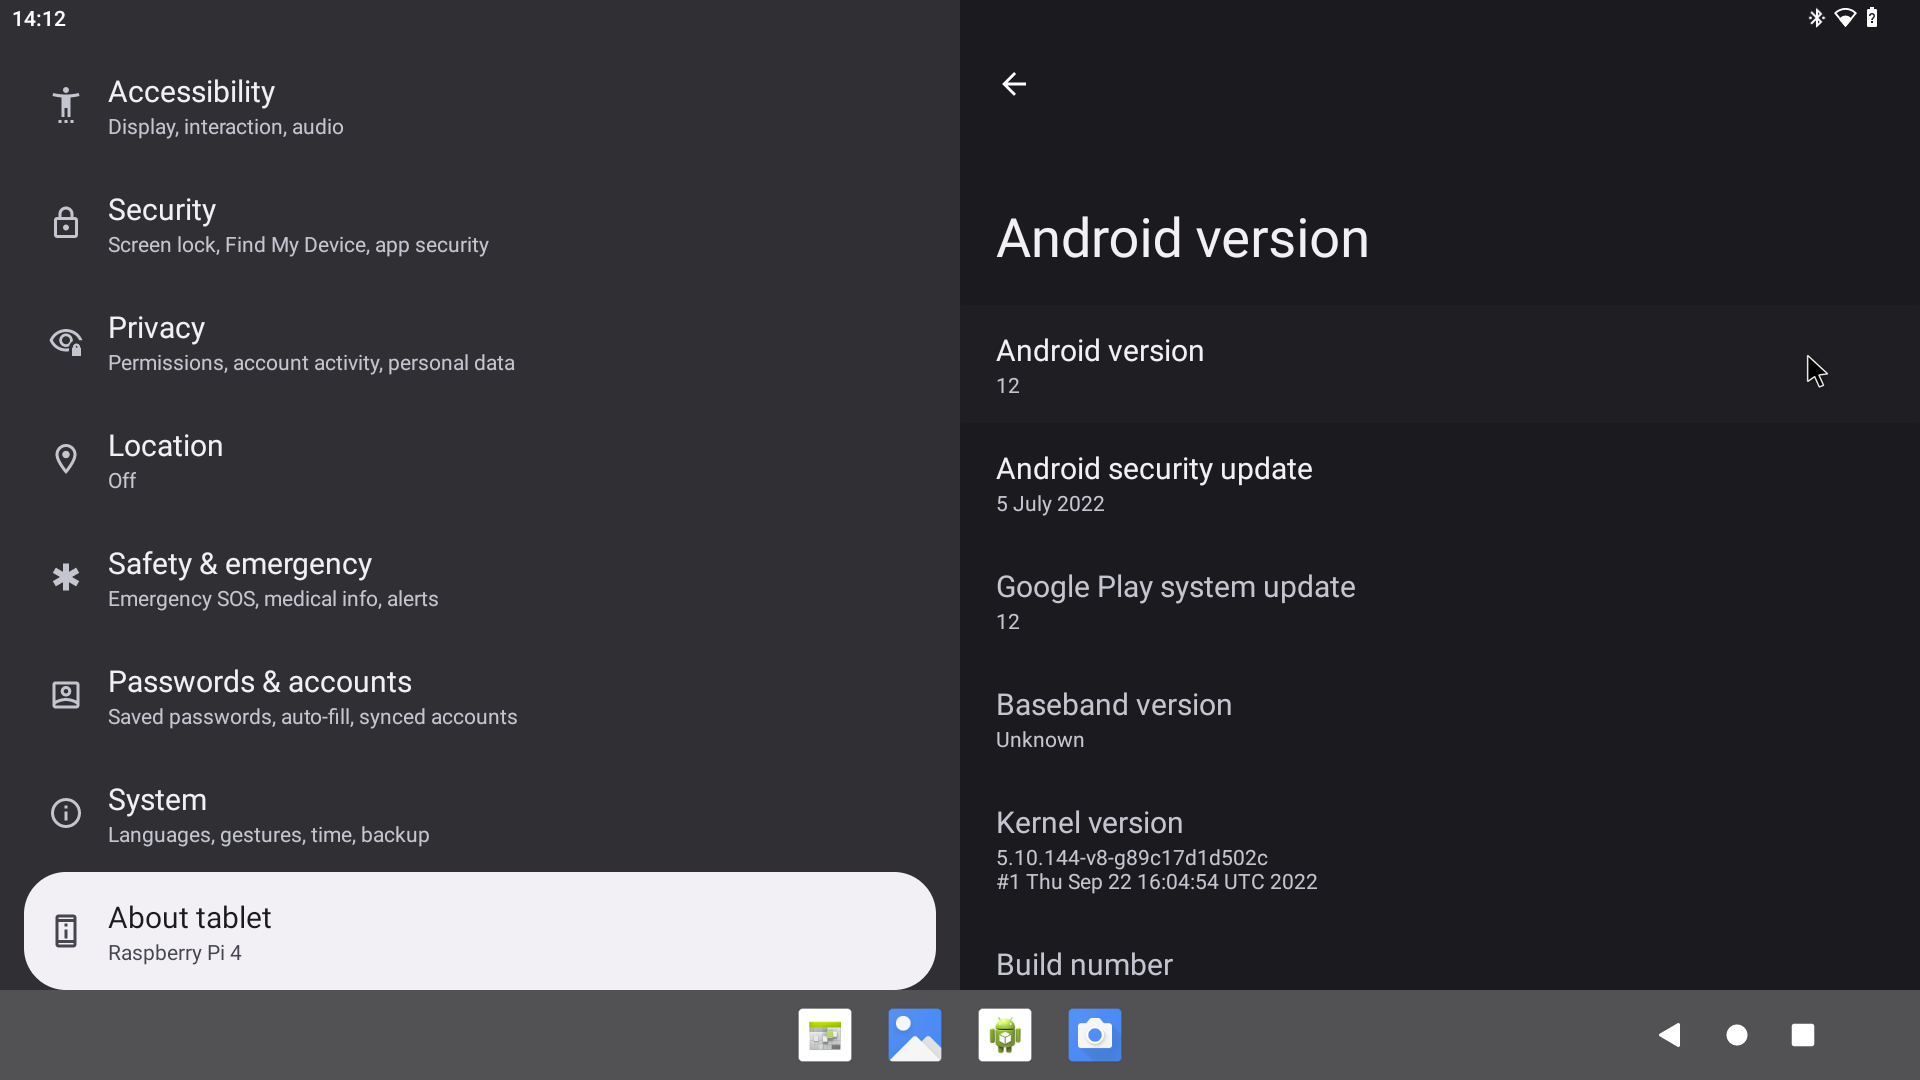 14:12
Accessibility
Display, interaction, audio
Security
Screen lock, Find My Device, app security
Privacy
Permissions, account activity, personal data
Location
Off
Safety & emergency
Emergency SOS, medical info, alerts
Passwords & accounts
Saved passwords, auto-fill, synced accounts
System
Languages, gestures, time, backup
About tablet
Raspberry Pi 4
Android version
Android version
12
Android security update
5 July 2022
Google Play system update
12
Baseband version
Unknown
Kernel version
5.10.144-v8-g89c17d1d502c
#1 Thu Sep 22 16:04:54 UTC 2022
Build number